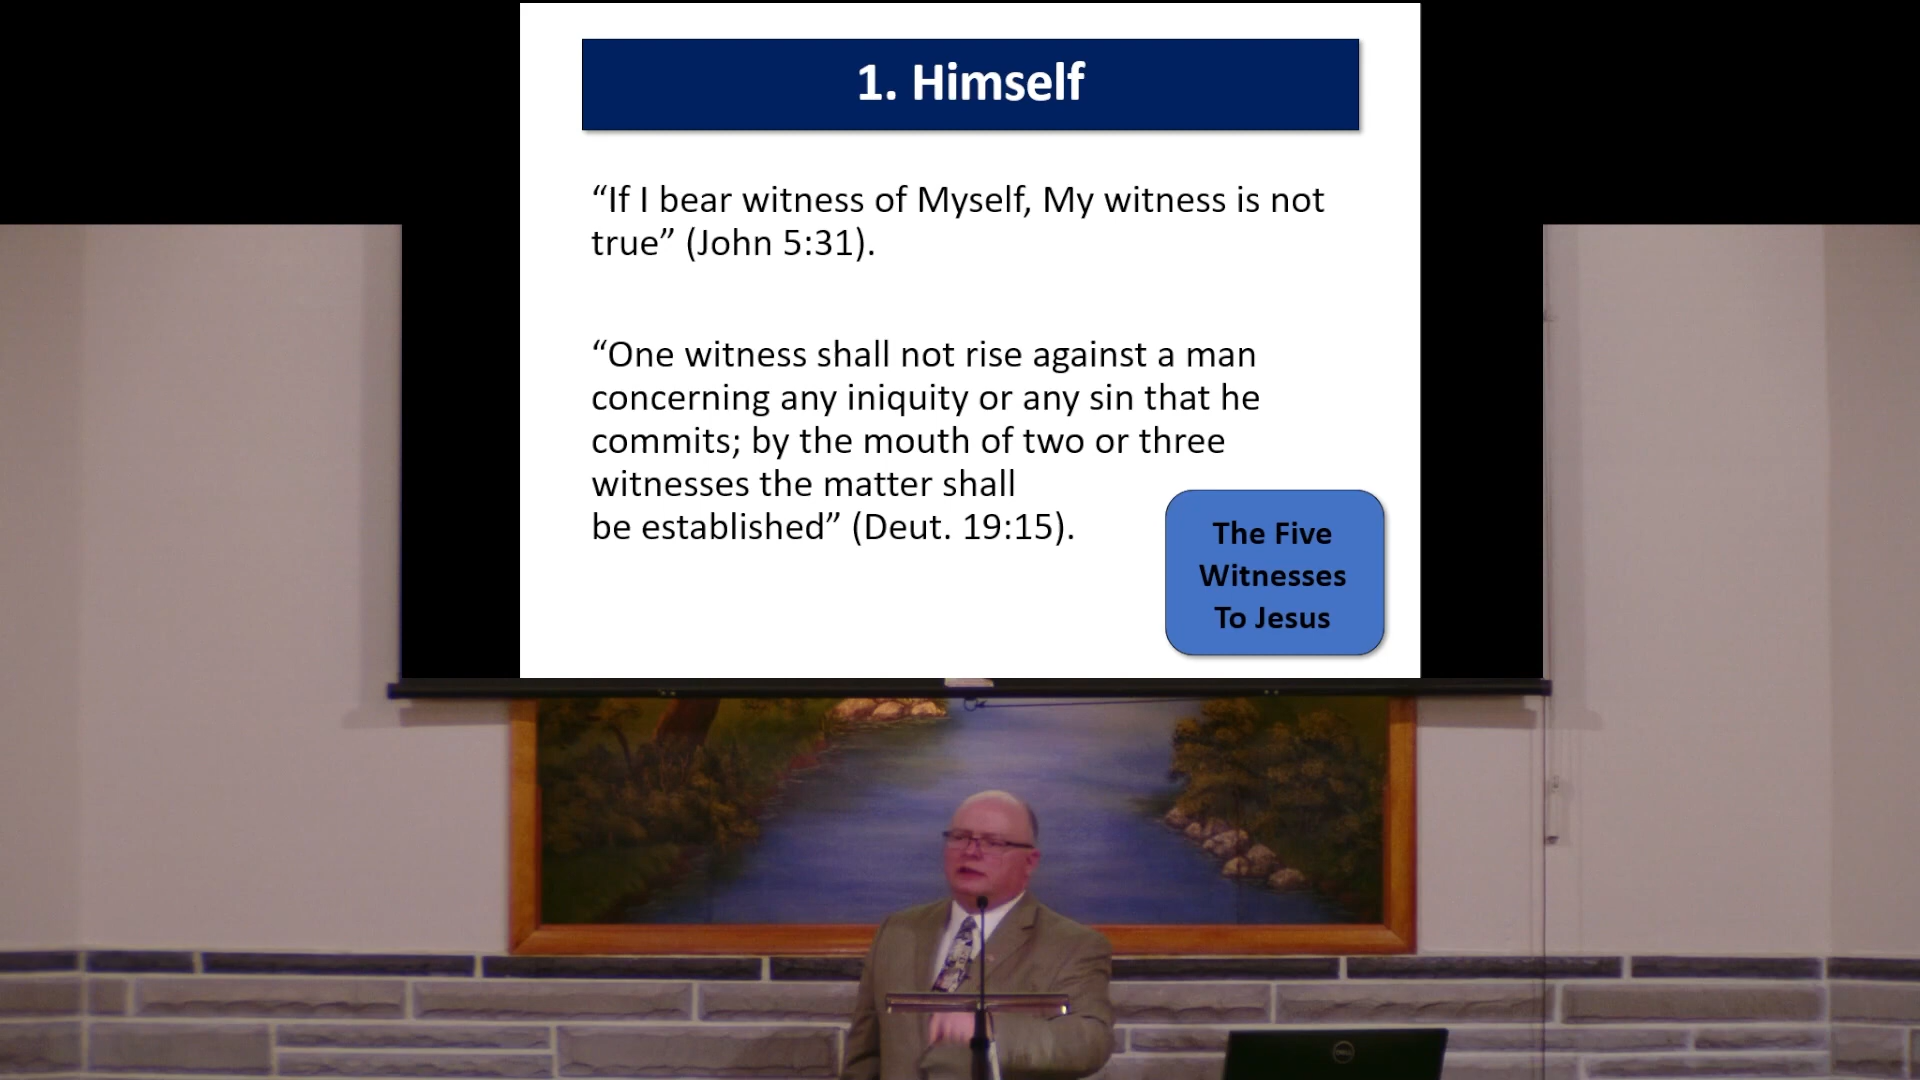 1. Himself
“If I bear witness of Myself, My witness is not
true” (John 5:31).
“One witness shall not rise against a man
concerning any iniquity or any sin that he
commits; by the mouth of two or three
witnesses the matter shall
be established” (Deut. 19:15).
The Five
Witnesses
To Jesus
DELL